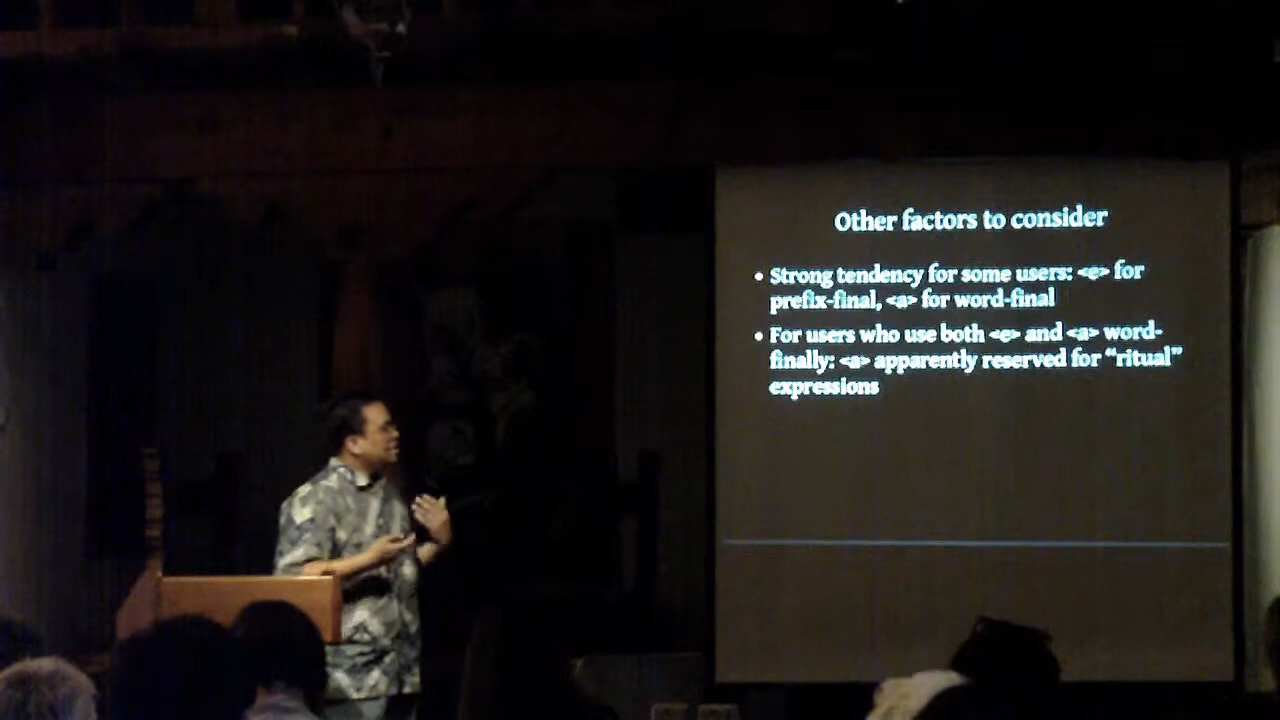 Other factors to consider
• Strong tendency for some users: <e> for
prefix-final, <a> for word-final
• For users who use both <e> and <a> word-
finally: <a> apparently reserved for “ritual”
expressions